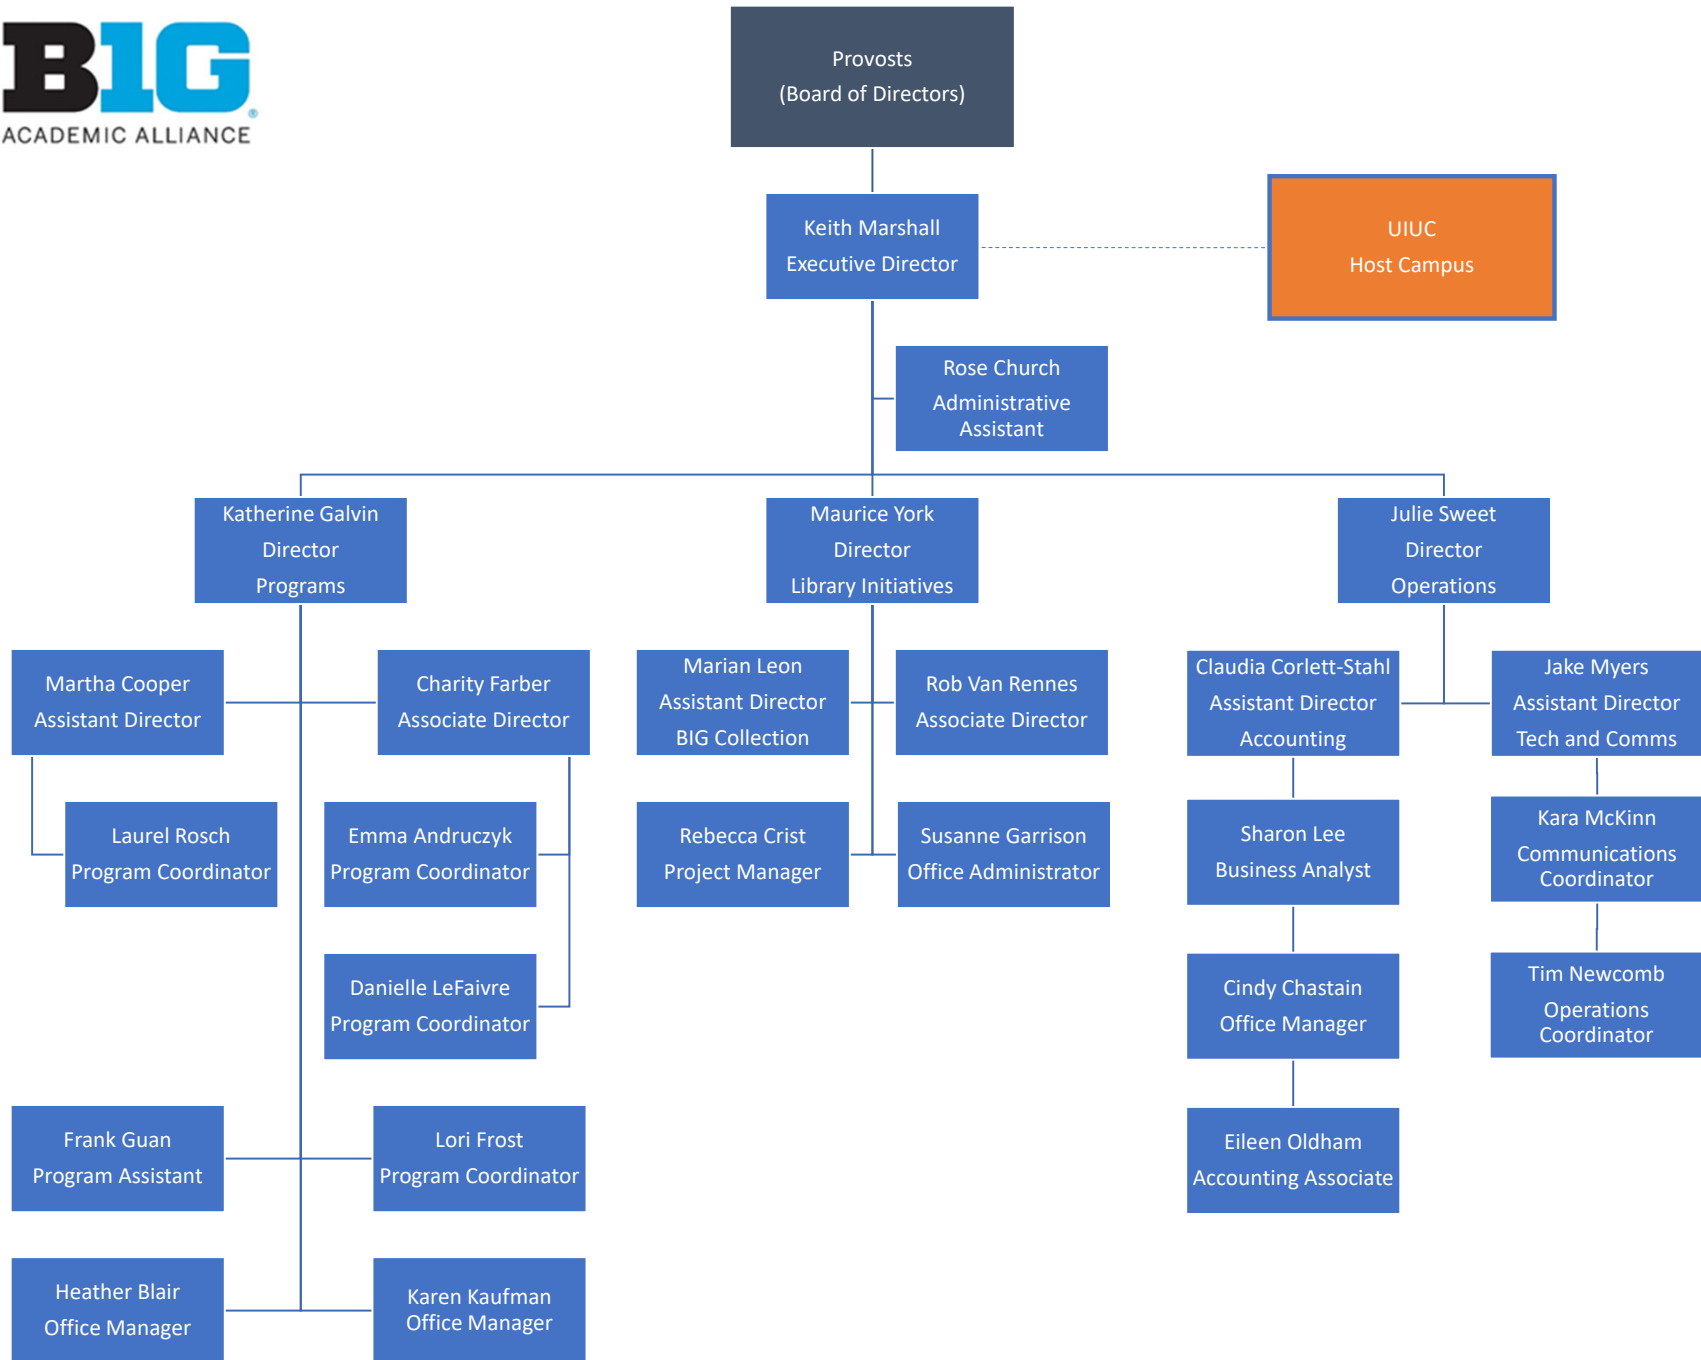 B1G
ACADEMIC ALLIANCE
Provosts
(Board of Directors)
Keith Marshall
Executive Director
UIUC
Host Campus
Rose Church
Administrative
Assistant
Katherine Galvin
Director
Programs
Maurice York
Director
Library Initiatives
Julie Sweet
Director
Operations
Martha Cooper
Assistant Director
Charity Farber
Associate Director
Marian Leon
Assistant Director
BIG Collection
Rob Van Rennes
Associate Director
Claudia Corlett-Stahl
Assistant Director
Accounting
Jake Myers
Assistant Director
Tech and Comms
Laurel Rosch
Program Coordinator
Emma Andruczyk
Program Coordinator
Rebecca Crist
Project Manager
Susanne Garrison
Office Administrator
Sharon Lee
Business Analyst
Kara McKinn
Communications
Coordinator
Danielle LeFaivre
Program Coordinator
Cindy Chastain
Office Manager
Tim Newcomb
Operations
Coordinator
Frank Guan
Program Assistant
Lori Frost
Program Coordinator
Eileen Oldham
Accounting Associate
Heather Blair
Office Manager
Karen Kaufman
Office Manager